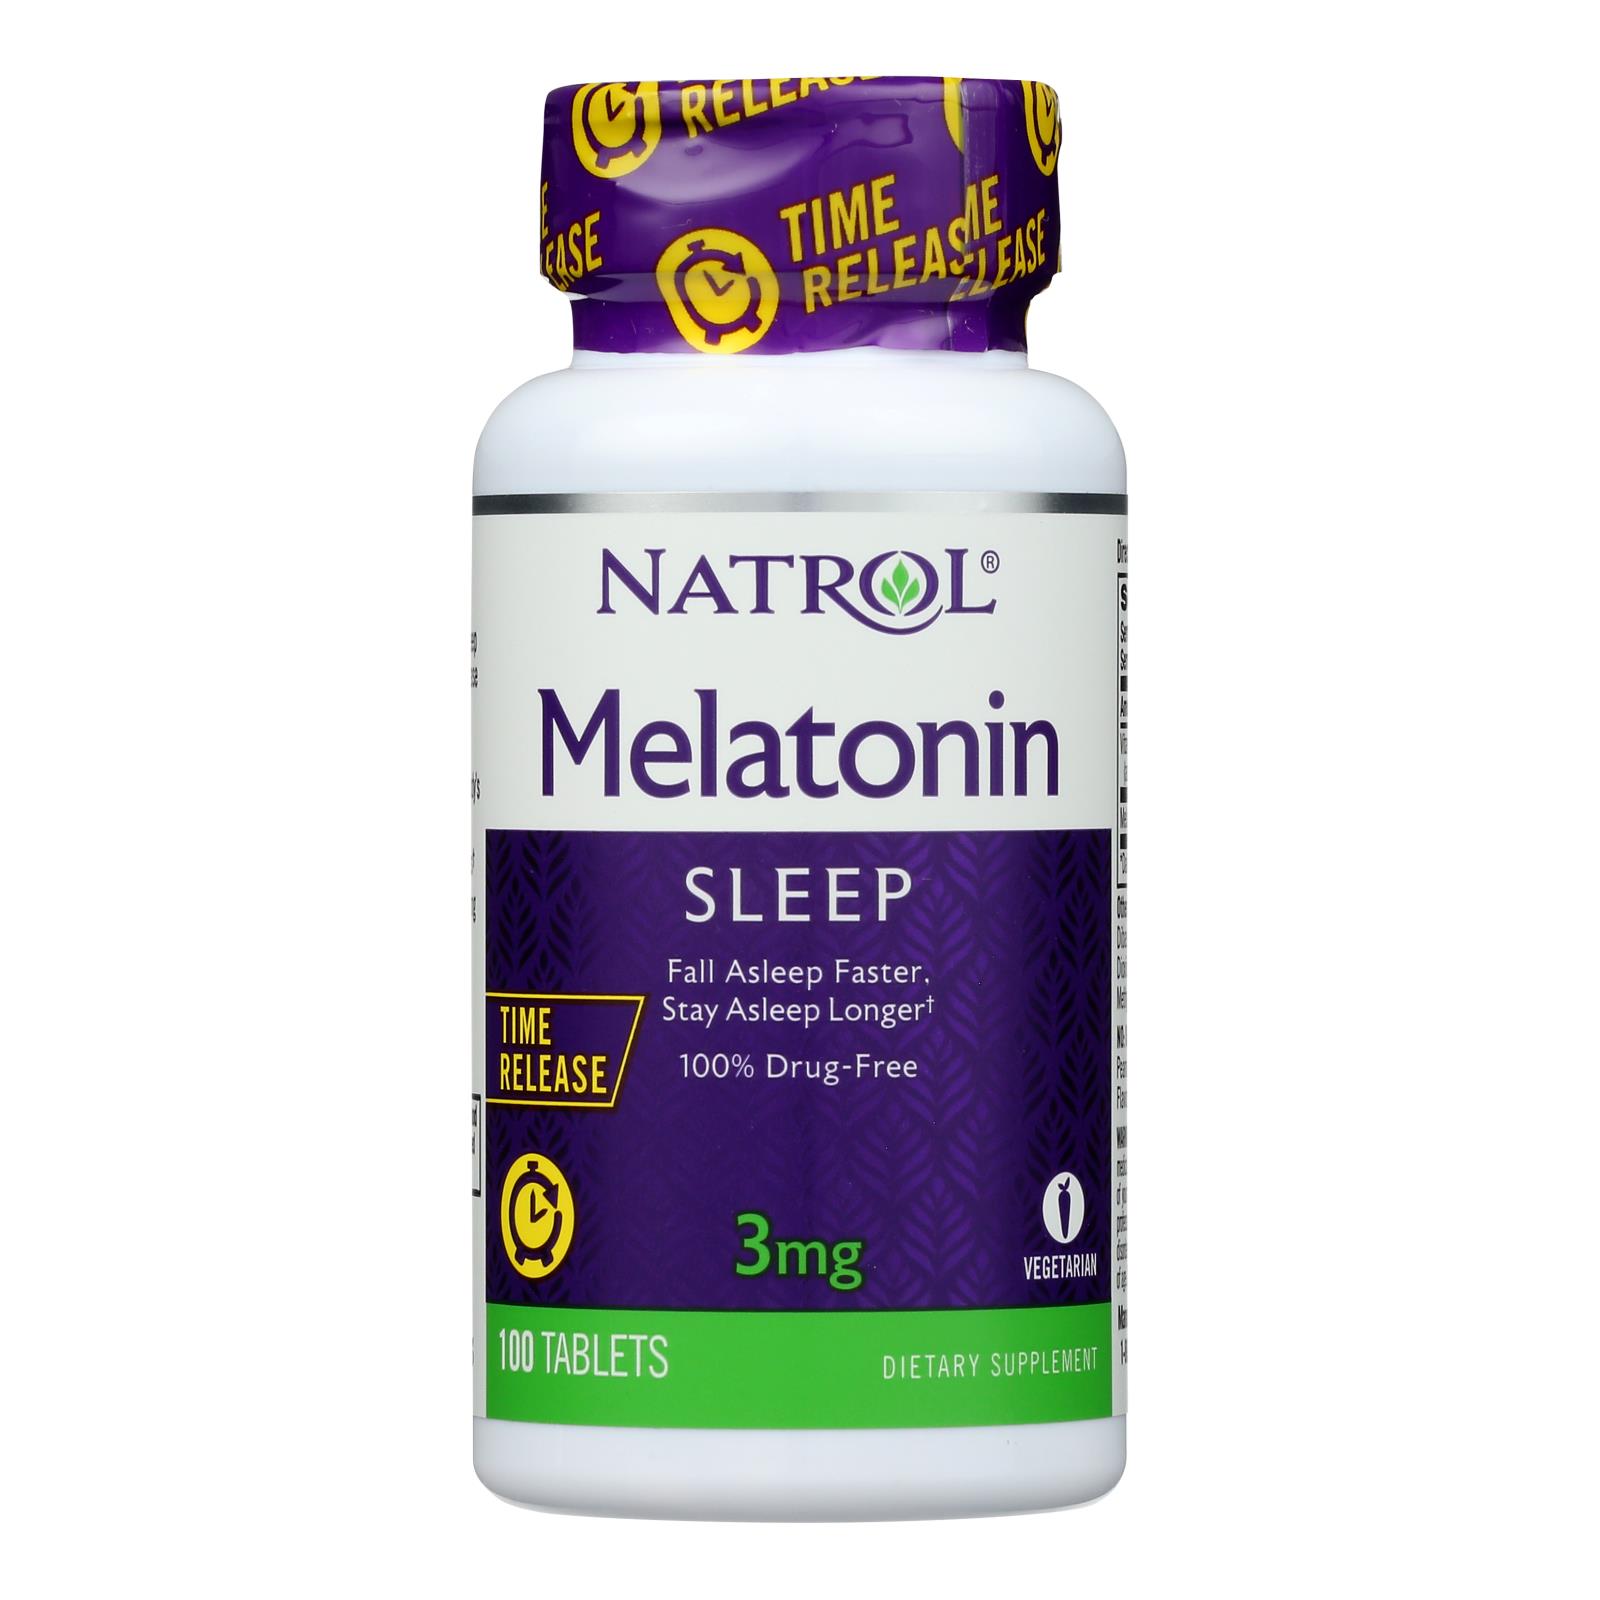 RELEASE
TIME
RELEASE
NATROL®
Melatonin
SLEEP
Fall Asleep Faster,
Stay Asleep Longer†
100% Drug-Free
TIME
RELEASE
3mg
VEGETARIAN
100 TABLETS
DIETARY SUPPLEMENT